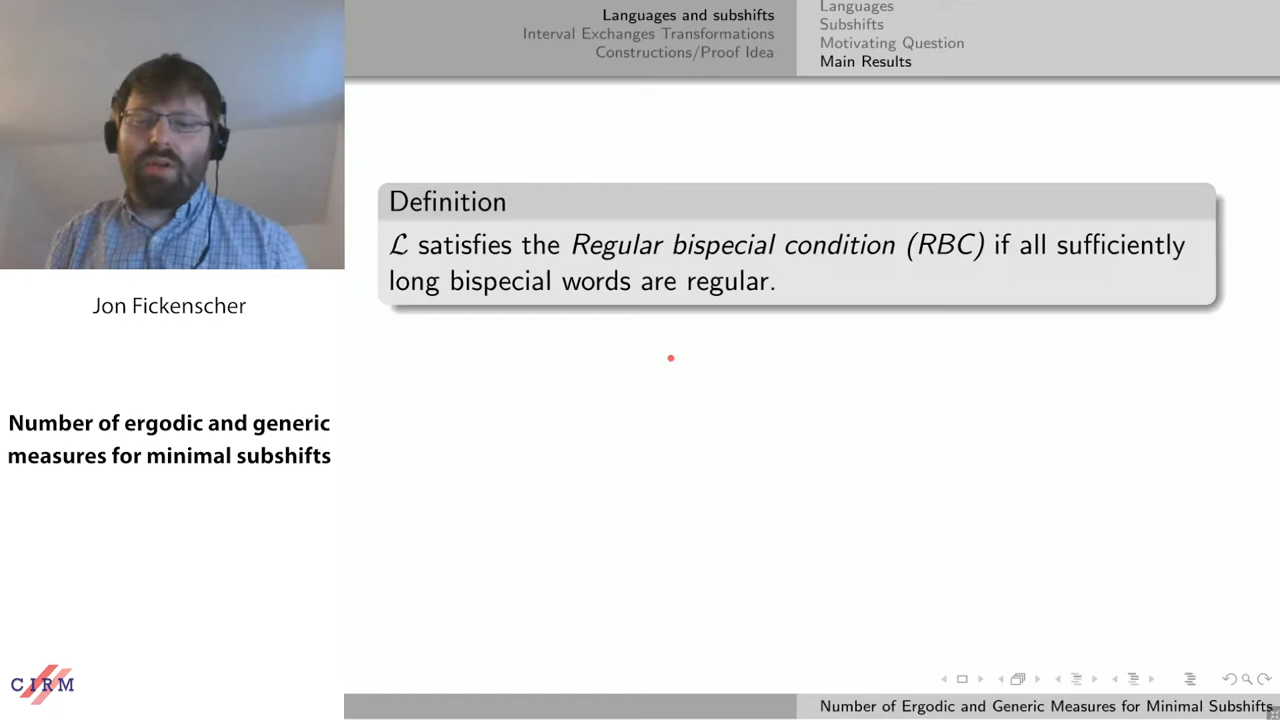 Languages and subshifts
Interval Exchanges Transformations
Constructions/Proof Idea
Languages
Subshifts
Motivating Question
Main Results
Definition
ℒ satisfies the Regular bispecial condition (RBC) if all sufficiently
long bispecial words are regular.
Jon Fickenscher
Number of ergodic and generic
measures for minimal subshifts
CIRM
Number of Ergodic and Generic Measures for Minimal Subshifts